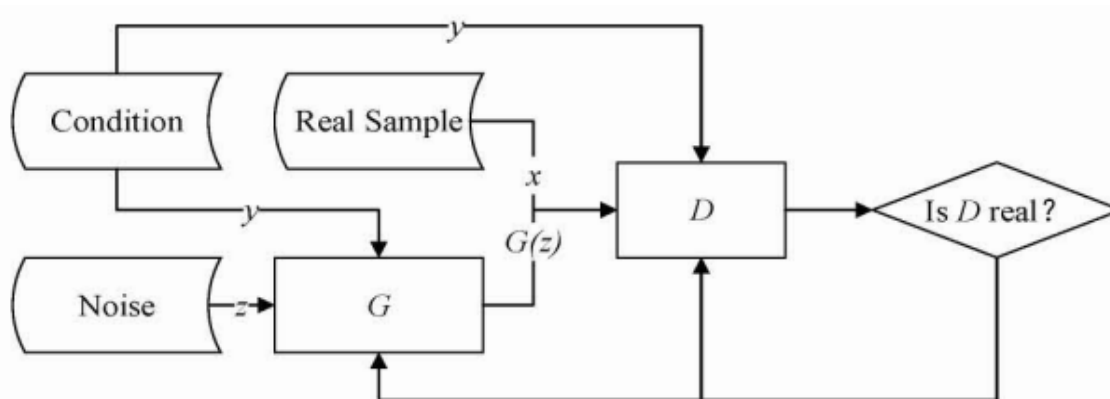 y
Condition
Real Sample
x
D
Is D real?
y
G(z)
Noise
z
G